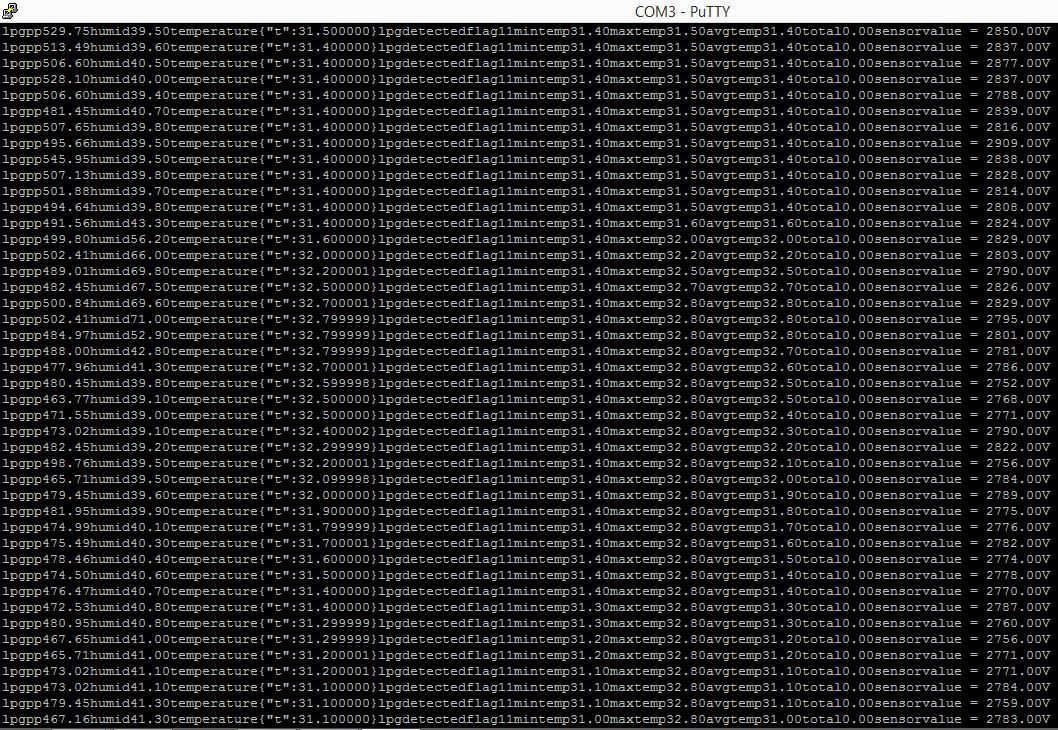 COM3 - PuTTY
lpgpp529.75humid39.50temperature{"t":31.500000}lpgdetectedflag11mintemp31.40maxtemp31.50avgtemp31.40total0.00sensorvalue = 2850.00V
lpgpp513.49humid39.60temperature{"t":31.400000}lpgdetectedflag11mintemp31.40maxtemp31.50avgtemp31.40total0.00sensorvalue = 2837.00V
lpgpp506.60humid40.50temperature{"t":31.400000}lpgdetectedflag11mintemp31.40maxtemp31.50avgtemp31.40total0.00sensorvalue = 2877.00V
lpgpp528.10humid40.00temperature{"t":31.400000}lpgdetectedflag11mintemp31.40maxtemp31.50avgtemp31.40total0.00sensorvalue = 2837.00V
lpgpp506.60humid39.40temperature{"t":31.400000}lpgdetectedflag11mintemp31.40maxtemp31.50avgtemp31.40total0.00sensorvalue = 2788.00V
lpgpp481.45humid40.70temperature{"t":31.400000}lpgdetectedflag11mintemp31.40maxtemp31.50avgtemp31.40total0.00sensorvalue = 2839.00V
lpgpp507.65humid39.80temperature{"t":31.400000}lpgdetectedflag11mintemp31.40maxtemp31.50avgtemp31.40total0.00sensorvalue = 2816.00V
lpgpp495.66humid39.50temperature{"t":31.400000}lpgdetectedflag11mintemp31.40maxtemp31.50avgtemp31.40total0.00sensorvalue = 2909.00V
lpgpp545.95humid39.50temperature{"t":31.400000}lpgdetectedflag11mintemp31.40maxtemp31.50avgtemp31.40total0.00sensorvalue = 2838.00V
lpgpp507.13humid39.80temperature{"t":31.400000}lpgdetectedflag11mintemp31.40maxtemp31.50avgtemp31.40total0.00sensorvalue = 2828.00V
lpgpp501.88humid39.70temperature{"t":31.400000}lpgdetectedflag11mintemp31.40maxtemp31.50avgtemp31.40total0.00sensorvalue = 2814.00V
lpgpp494.64humid39.80temperature{"t":31.400000}lpgdetectedflag11mintemp31.40maxtemp31.50avgtemp31.40total0.00sensorvalue = 2808.00V
lpgpp491.56humid43.30temperature{"t":31.400000}lpgdetectedflag11mintemp31.40maxtemp31.60avgtemp31.60total0.00sensorvalue = 2824.00V
lpgpp499.80humid56.20temperature{"t":31.600000}lpgdetectedflag11mintemp31.40maxtemp32.00avgtemp32.00total0.00sensorvalue = 2829.00V
lpgpp502.41humid66.00temperature{"t":32.000000}lpgdetectedflag11mintemp31.40maxtemp32.20avgtemp32.20total0.00sensorvalue = 2803.00V
lpgpp489.01humid69.80temperature{"t":32.200001}lpgdetectedflag11mintemp31.40maxtemp32.50avgtemp32.50total0.00sensorvalue = 2790.00V
lpgpp482.45humid67.50temperature{"t":32.500000}lpgdetectedflag11mintemp31.40maxtemp32.70avgtemp32.70total0.00sensorvalue = 2826.00V
lpgpp500.84humid69.60temperature{"t":32.700001}lpgdetectedflag11mintemp31.40maxtemp32.80avgtemp32.80total0.00sensorvalue = 2829.00V
lpgpp502.41humid71.00temperature{"t":32.799999}lpgdetectedflag11mintemp31.40maxtemp32.80avgtemp32.80total0.00sensorvalue = 2795.00V
lpgpp484.97humid52.90temperature{"t":32.799999}lpgdetectedflag11mintemp31.40maxtemp32.80avgtemp32.80total0.00sensorvalue = 2801.00V
lpgpp488.00humid42.80temperature{"t":32.799999}lpgdetectedflag11mintemp31.40maxtemp32.80avgtemp32.70total0.00sensorvalue = 2781.00V
lpgpp477.96humid41.30temperature{"t":32.700001}lpgdetectedflag11mintemp31.40maxtemp32.80avgtemp32.60total0.00sensorvalue = 2786.00V
lpgpp480.45humid39.80temperature{"t":32.599998}lpgdetectedflag11mintemp31.40maxtemp32.80avgtemp32.50total0.00sensorvalue = 2752.00V
lpgpp463.77humid39.10temperature{"t":32.500000}lpgdetectedflag11mintemp31.40maxtemp32.80avgtemp32.50total0.00sensorvalue = 2768.00V
lpgpp471.55humid39.00temperature{"t":32.500000}lpgdetectedflag11mintemp31.40maxtemp32.80avgtemp32.40total0.00sensorvalue = 2771.00V
lpgpp473.02humid39.10temperature{"t":32.400002}lpgdetectedflag11mintemp31.40maxtemp32.80avgtemp32.30total0.00sensorvalue = 2790.00V
lpgpp482.45humid39.20temperature{"t":32.299999}lpgdetectedflag11mintemp31.40maxtemp32.80avgtemp32.20total0.00sensorvalue = 2822.00V
lpgpp498.76humid39.50temperature{"t":32.200001}lpgdetectedflag11mintemp31.40maxtemp32.80avgtemp32.10total0.00sensorvalue = 2756.00V
lpgpp465.71humid39.50temperature{"t":32.099998}lpgdetectedflag11mintemp31.40maxtemp32.80avgtemp32.00total0.00sensorvalue = 2784.00V
lpgpp479.45humid39.60temperature{"t":32.000000}lpgdetectedflag11mintemp31.40maxtemp32.80avgtemp31.90total0.00sensorvalue = 2789.00V
lpgpp481.95humid39.90temperature{"t":31.900000}lpgdetectedflag11mintemp31.40maxtemp32.80avgtemp31.80total0.00sensorvalue = 2775.00V
lpgpp474.99humid40.10temperature{"t":31.799999}lpgdetectedflag11mintemp31.40maxtemp32.80avgtemp31.70total0.00sensorvalue = 2776.00V
lpgpp475.49humid40.30temperature{"t":31.700001}lpgdetectedflag11mintemp31.40maxtemp32.80avgtemp31.60total0.00sensorvalue = 2782.00V
lpgpp478.46humid40.40temperature{"t":31.600000}lpgdetectedflag11mintemp31.40maxtemp32.80avgtemp31.50total0.00sensorvalue = 2774.00V
lpgpp474.50humid40.60temperature{"t":31.500000}lpgdetectedflag11mintemp31.40maxtemp32.80avgtemp31.40total0.00sensorvalue = 2778.00V
lpgpp476.47humid40.70temperature{"t":31.400000}lpgdetectedflag11mintemp31.40maxtemp32.80avgtemp31.40total0.00sensorvalue = 2770.00V
lpgpp472.53humid40.80temperature{"t":31.400000}lpgdetectedflag11mintemp31.30maxtemp32.80avgtemp31.30total0.00sensorvalue = 2787.00V
lpgpp480.95humid40.80temperature{"t":31.299999}lpgdetectedflag11mintemp31.30maxtemp32.80avgtemp31.30total0.00sensorvalue = 2760.00V
lpgpp467.65humid41.00temperature{"t":31.299999}lpgdetectedflag11mintemp31.20maxtemp32.80avgtemp31.20total0.00sensorvalue = 2756.00V
lpgpp465.71humid41.00temperature{"t":31.200001}lpgdetectedflag11mintemp31.20maxtemp32.80avgtemp31.20total0.00sensorvalue = 2771.00V
lpgpp473.02humid41.10temperature{"t":31.200001}lpgdetectedflag11mintemp31.10maxtemp32.80avgtemp31.10total0.00sensorvalue = 2771.00V
lpgpp473.02humid41.10temperature{"t":31.100000}lpgdetectedflag11mintemp31.10maxtemp32.80avgtemp31.10total0.00sensorvalue = 2784.00V
lpgpp479.45humid41.30temperature{"t":31.100000}lpgdetectedflag11mintemp31.10maxtemp32.80avgtemp31.10total0.00sensorvalue = 2759.00V
lpgpp467.16humid41.30temperature{"t":31.100000}lpgdetectedflag11mintemp31.00maxtemp32.80avgtemp31.00total0.00sensorvalue = 2783.00V